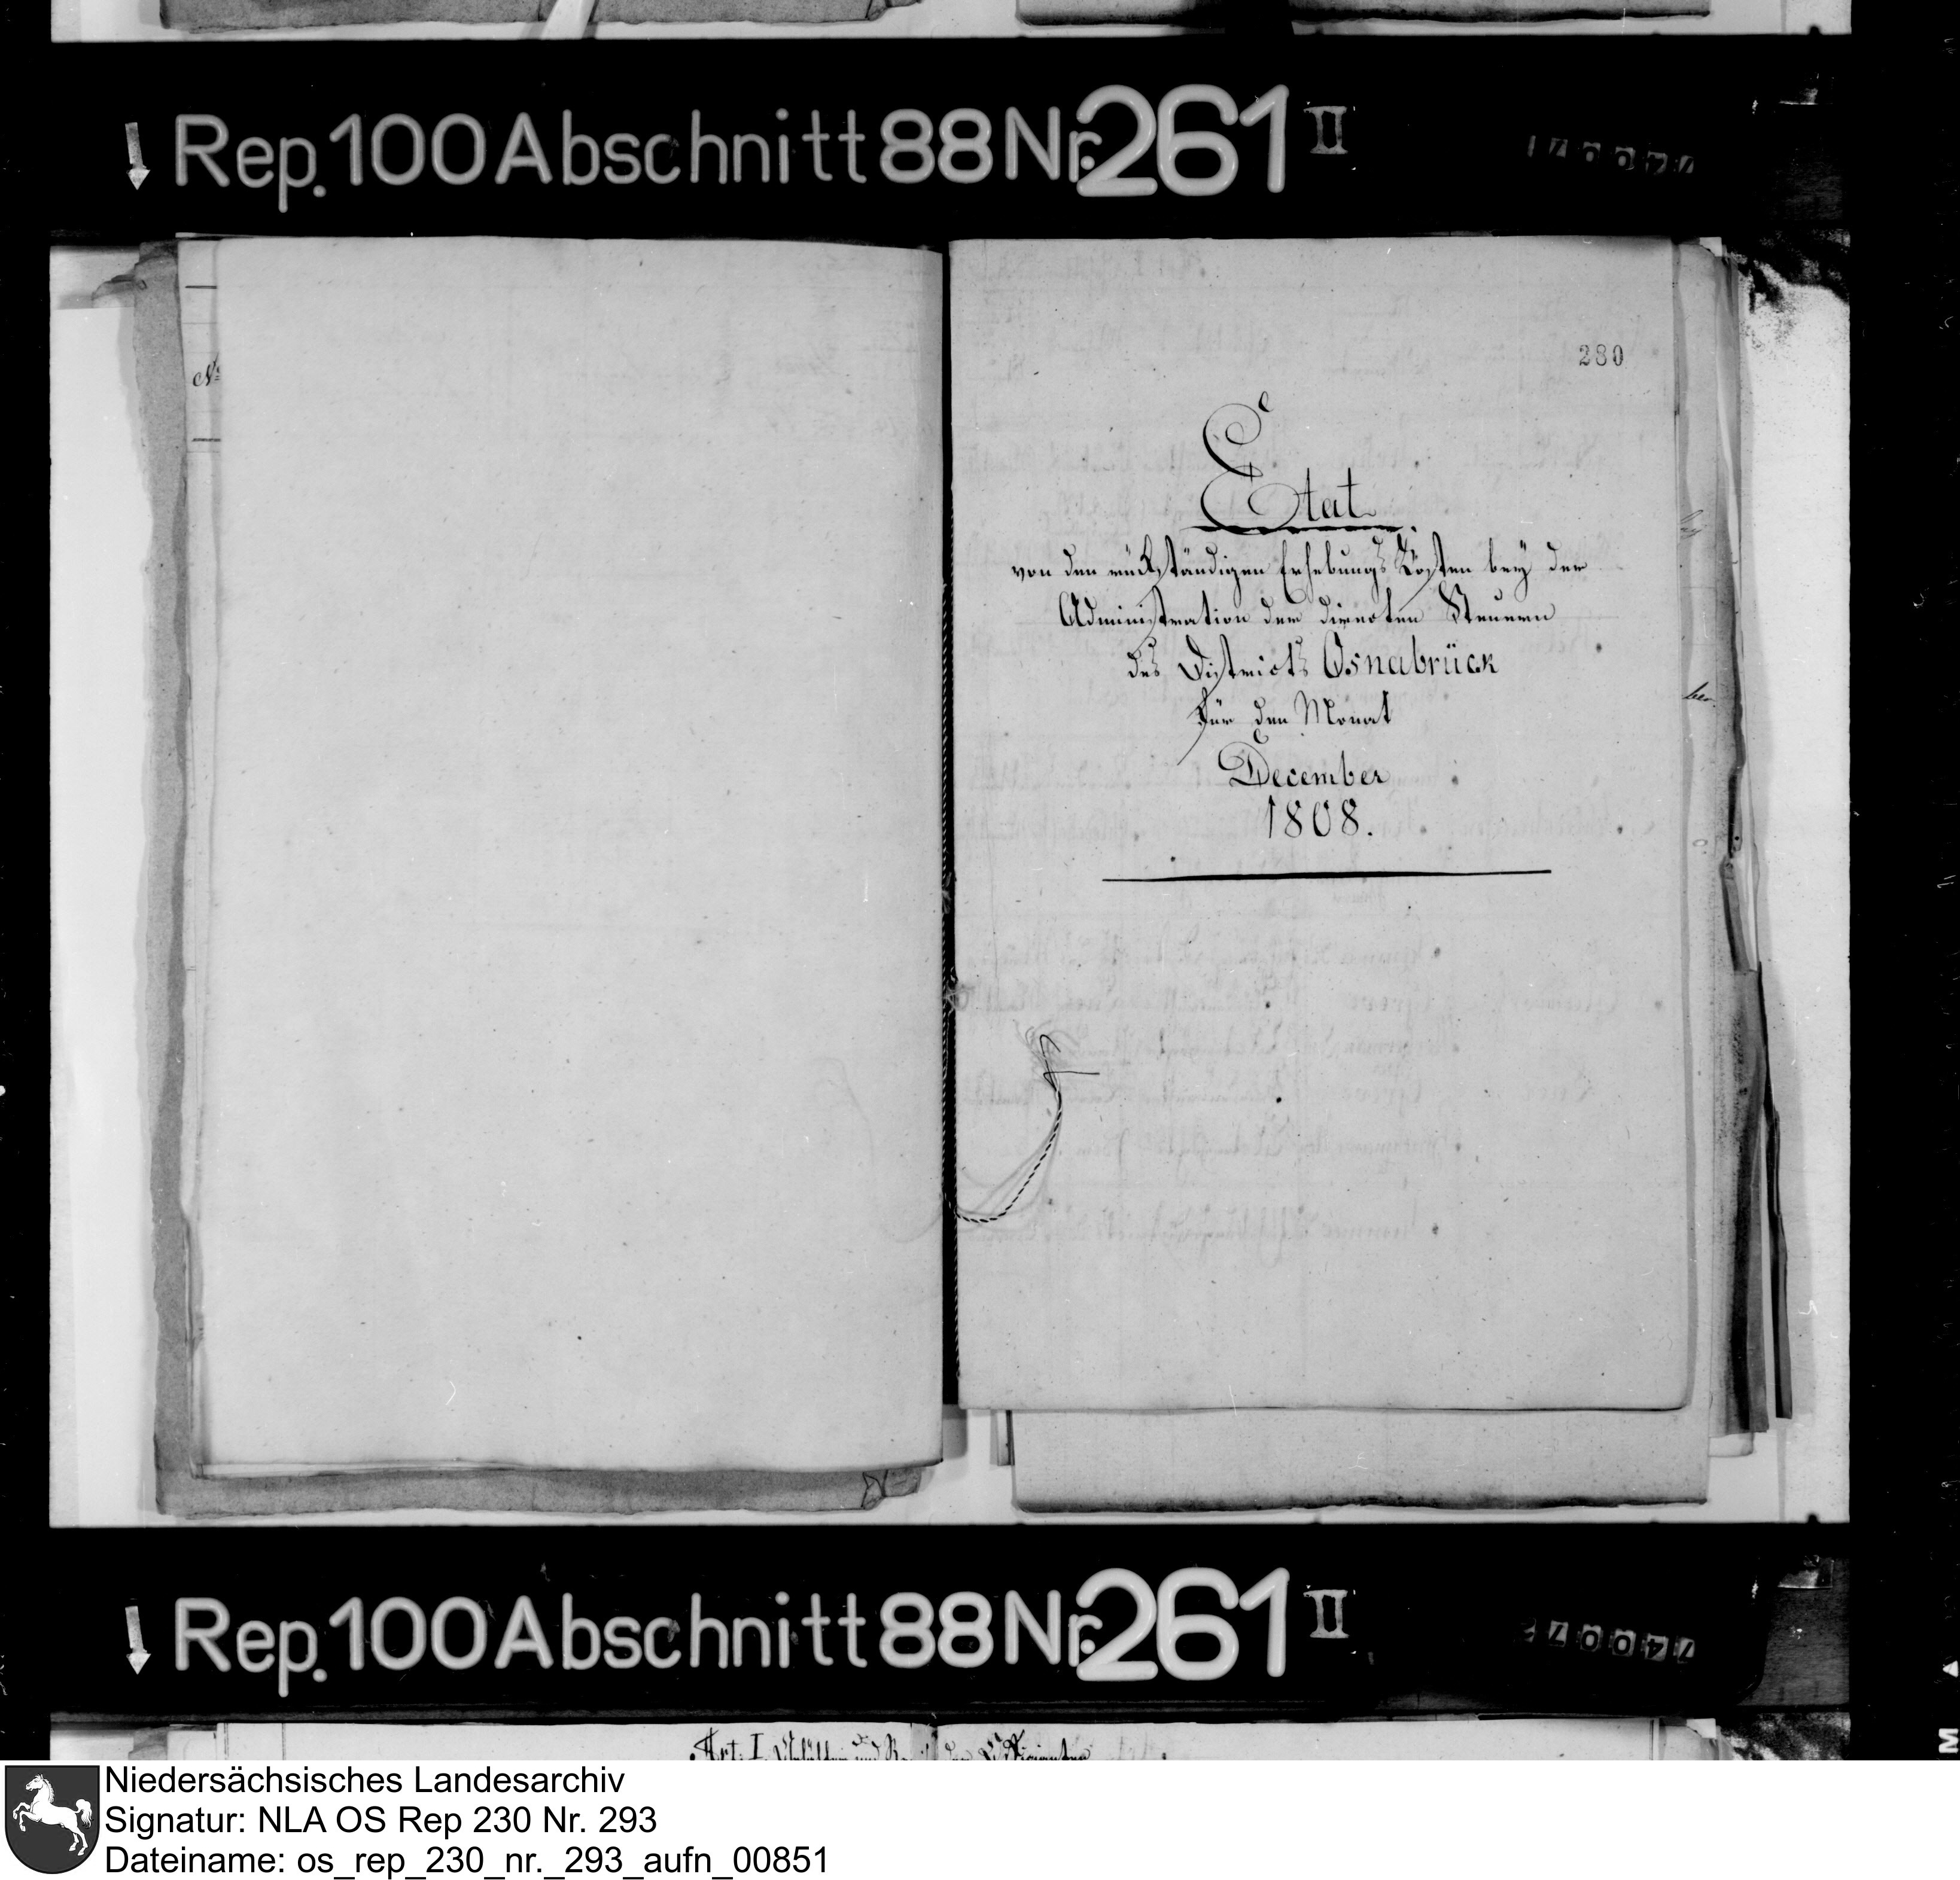 Rep. 100 Abschnitt 88 Nr. 261 II
280
Etat
von den rückständigen Erhebungs Kosten bey der
Administration der directen Steuern
des Districts Osnabrück
für den Monat
December
1808.
Rep. 100 Abschnitt 88 Nr. 261 II
Art. I.
Niedersächsisches Landesarchiv
Signatur: NLA OS Rep 230 Nr. 293
Dateiname: os_rep_230_nr._293_aufn_00851